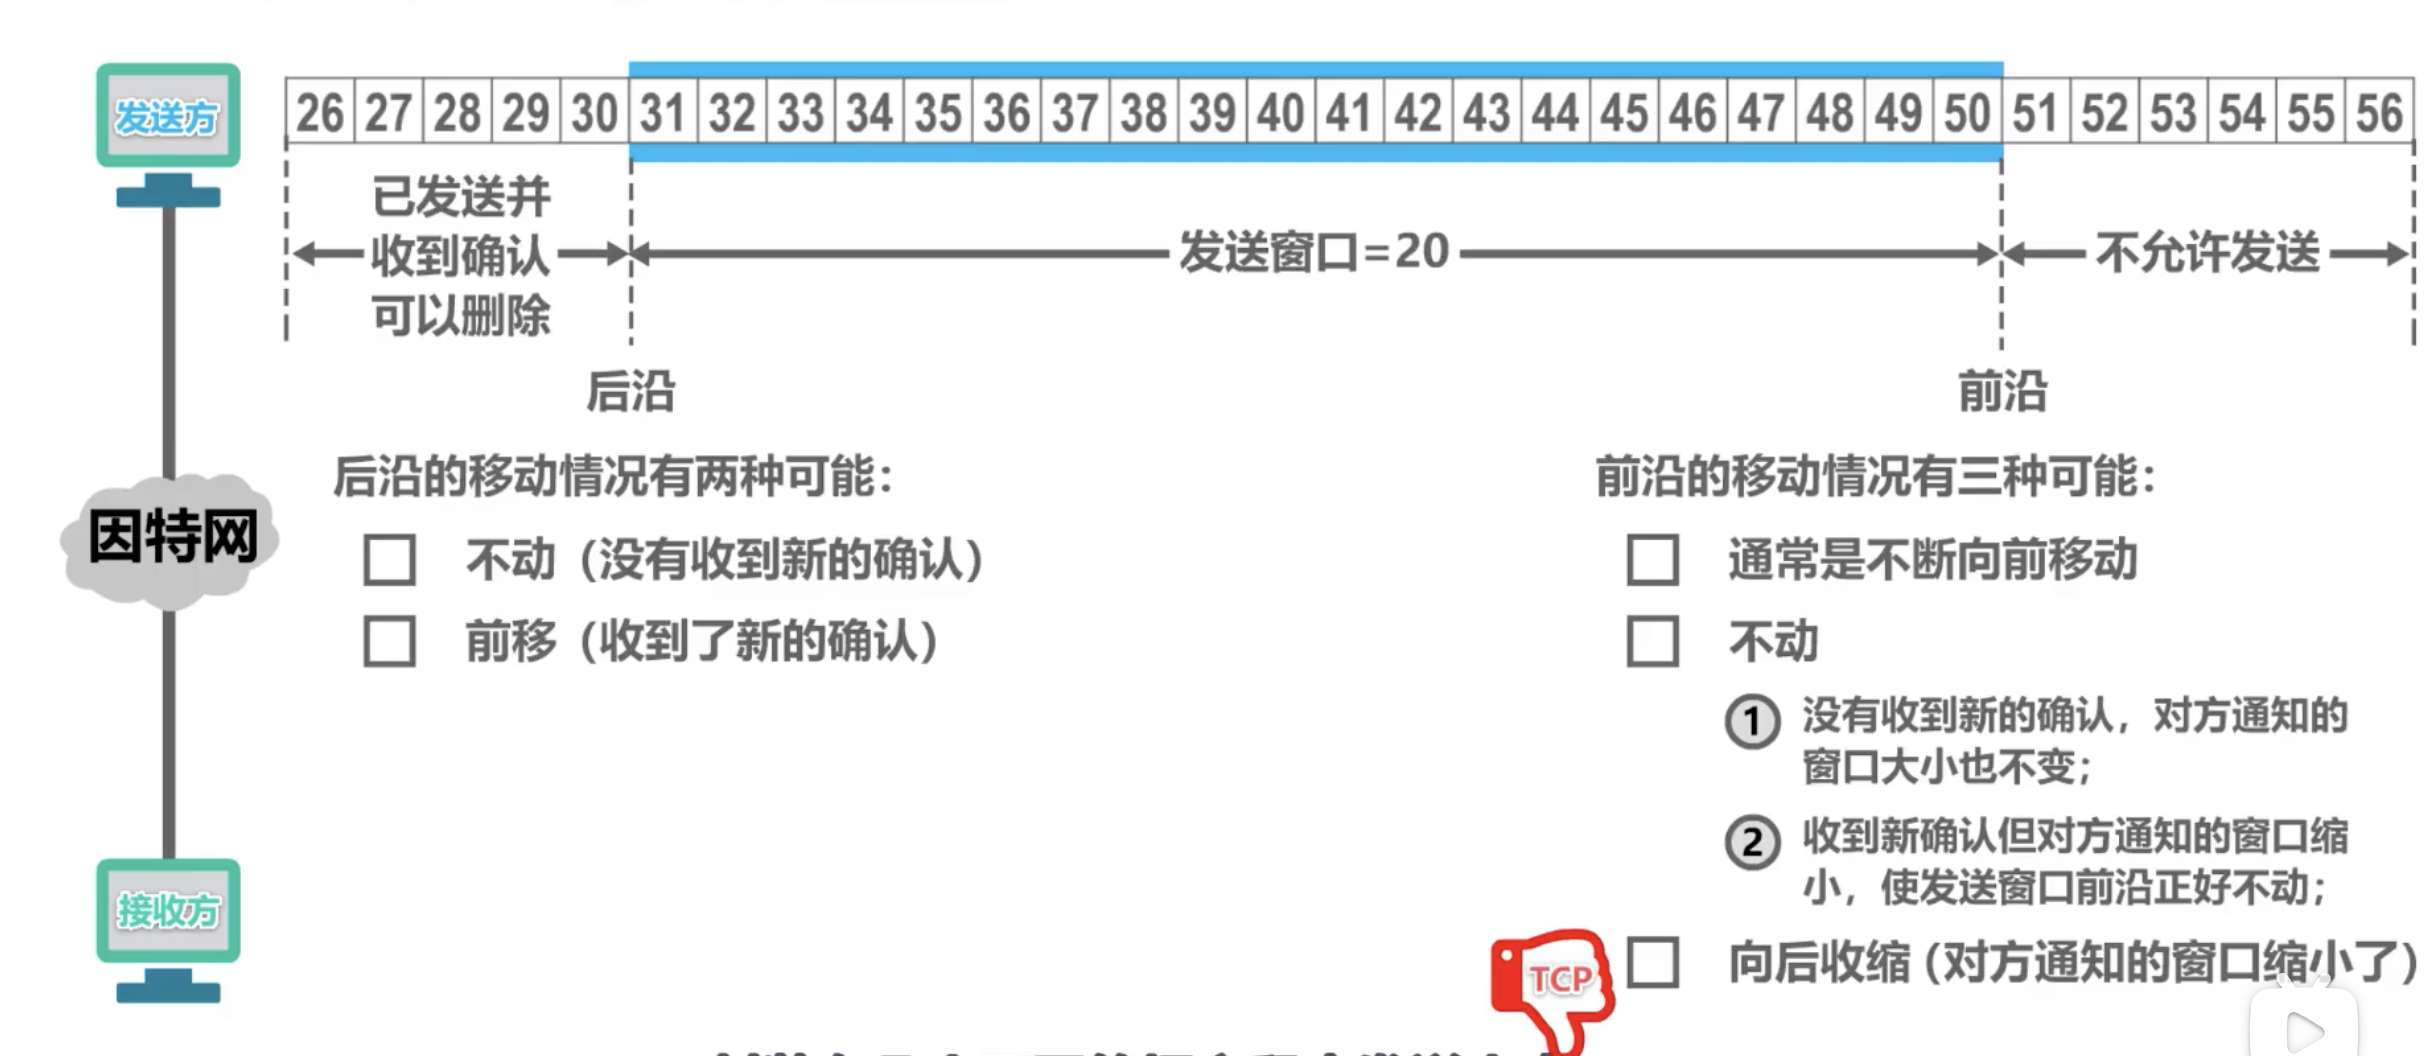 发送方
26 27 28 29 30 31 32 33 34 35 36 37 38 39 40 41 42 43 44 45 46 47 48 49 50 51 52 53 54 55 56
已发送并
收到确认
可以删除
发送窗口=20
不允许发送
后沿
前沿
后沿的移动情况有两种可能：
不动（没有收到新的确认）
前移（收到了新的确认）
前沿的移动情况有三种可能：
通常是不断向前移动
不动
1 没有收到新的确认，对方通知的
窗口大小也不变；
2 收到新确认但对方通知的窗口缩
小，使发送窗口前沿正好不动；
TCP
向后收缩（对方通知的窗口缩小了）
因特网
接收方